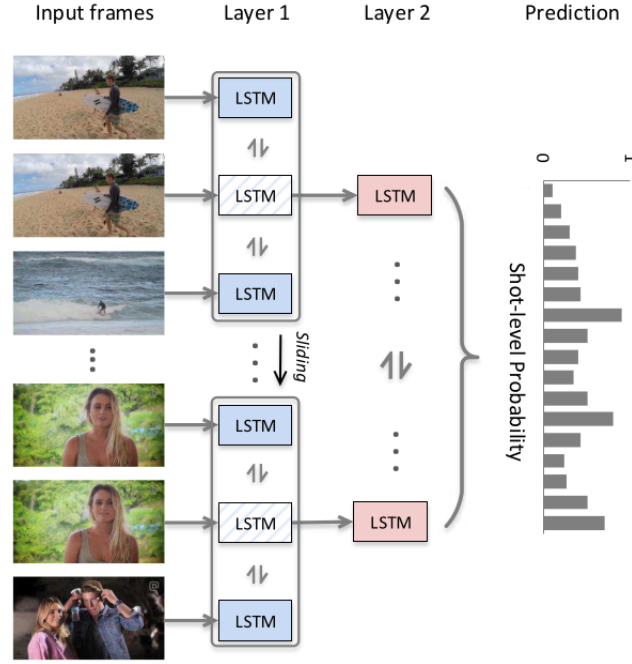 Input frames
Layer 1
Layer 2
Prediction
LSTM
LSTM
LSTM
LSTM
LSTM
Sliding
LSTM
LSTM
LSTM
0
1
Shot-level Probability